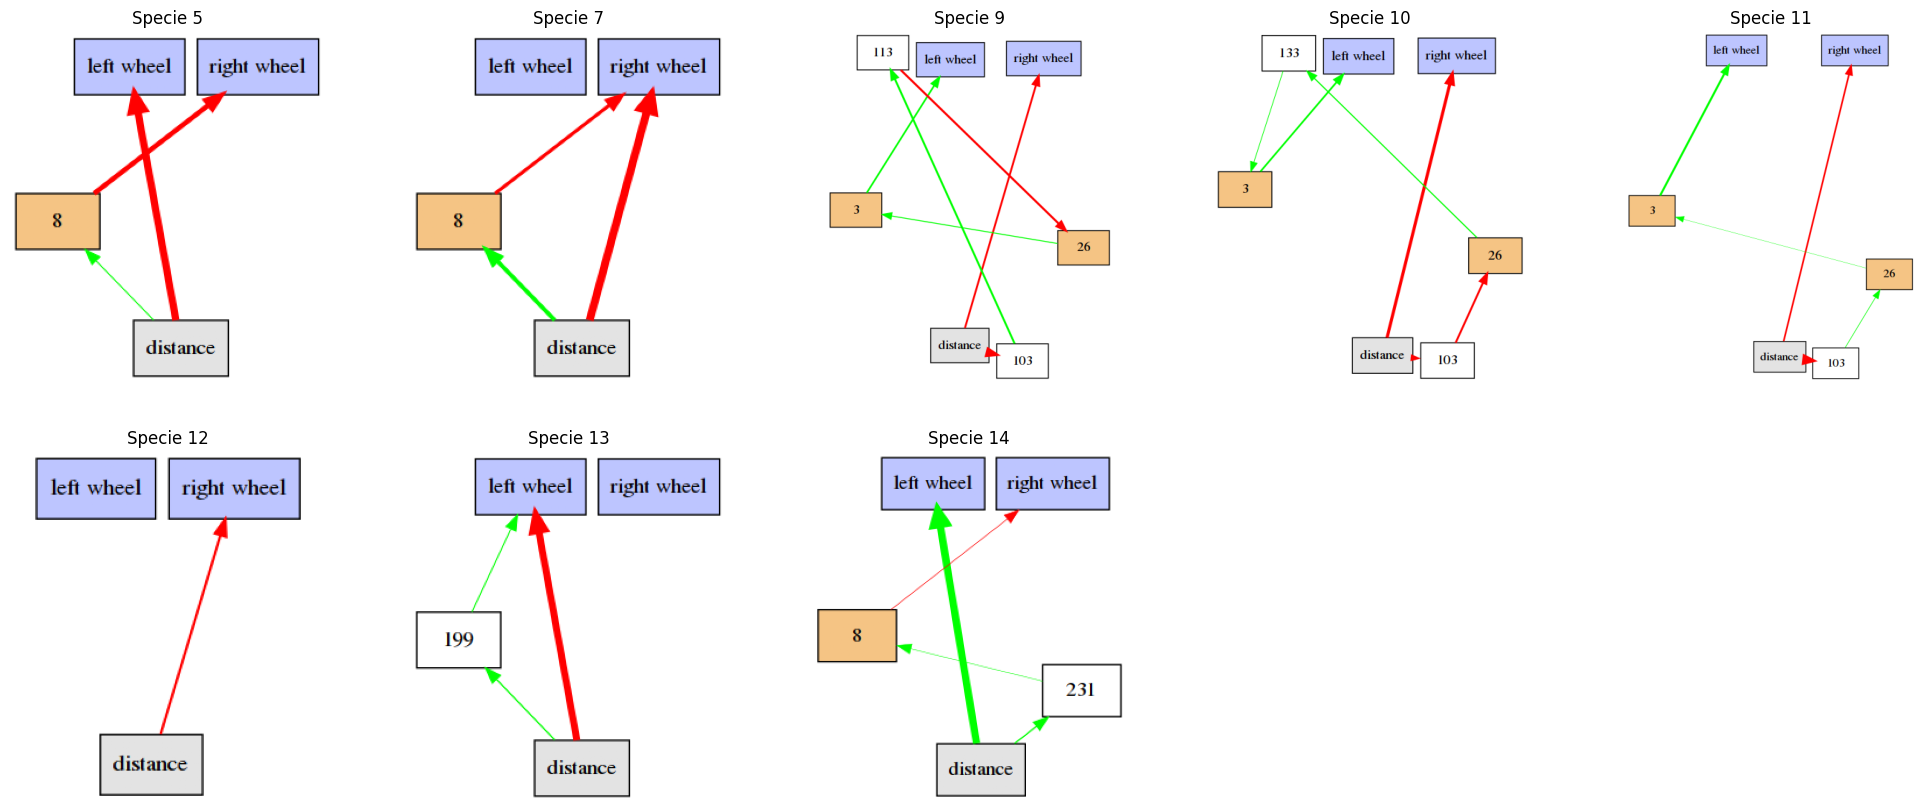 Specie 5
left wheel
right wheel
8
distance
Specie 7
left wheel
right wheel
8
distance
Specie 9
113
left wheel
right wheel
3
26
distance
103
Specie 10
133
left wheel
right wheel
3
26
distance
103
Specie 11
left wheel
right wheel
3
26
distance
103
Specie 12
left wheel
right wheel
distance
Specie 13
left wheel
right wheel
199
distance
Specie 14
left wheel
right wheel
8
231
distance